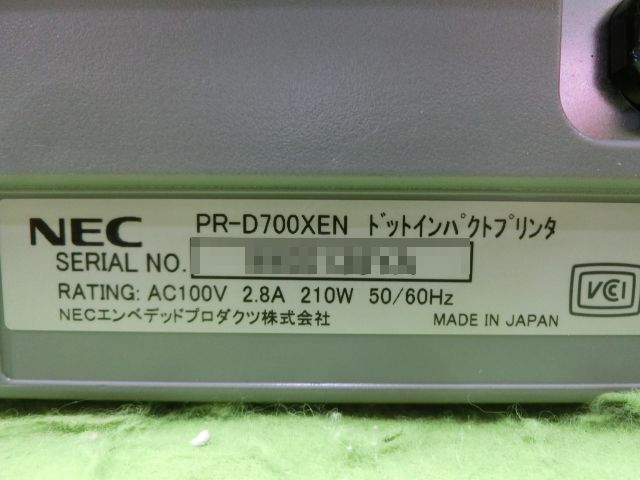 NEC PR-D700XEN ﾄﾞｯﾄｲﾝﾊﾟｸﾄﾌﾟﾘﾝﾀ
SERIAL NO.
RATING: AC100V 2.8A 210W 50/60Hz
NECエンベデッドプロダクツ株式会社 MADE IN JAPAN
VCCI